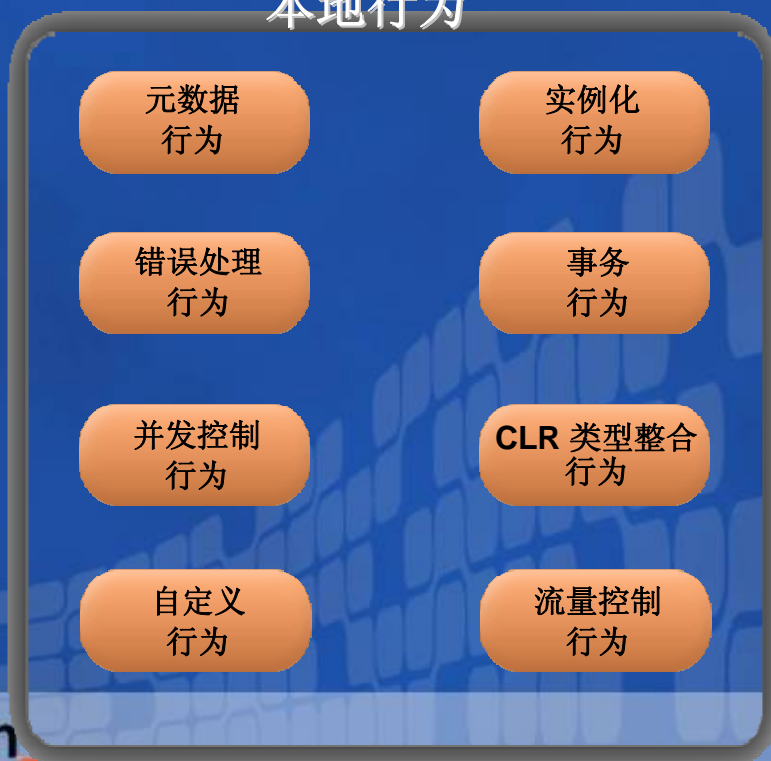 本地行为
元数据
行为
实例化
行为
错误处理
行为
事务
行为
并发控制
行为
CLR 类型整合
行为
自定义
行为
流量控制
行为